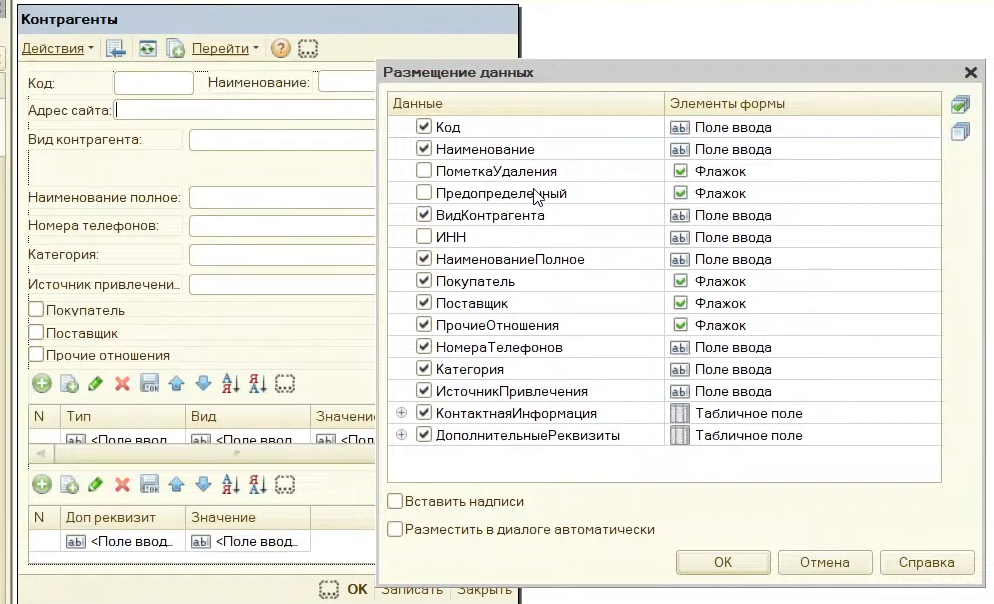 Контрагенты
Действия Перейти ?
Код: Наименование:
Адрес сайта:
Вид контрагента:
Наименование полное:
Номера телефонов:
Категория:
Источник привлечени...
Покупатель
Поставщик
Прочие отношения
N Тип Вид Значение
<Поле ввод... <Поле ввод... <Пол
N Доп реквизит Значение
<Поле ввод... <Поле ввод...
ОК Записать Закрыть
Размещение данных
Данные Элементы формы
Код Поле ввода
Наименование Поле ввода
ПометкаУдаления Флажок
Предопределенный Флажок
ВидКонтрагента Поле ввода
ИНН Поле ввода
НаименованиеПолное Поле ввода
Покупатель Флажок
Поставщик Флажок
ПрочиеОтношения Флажок
НомераТелефонов Поле ввода
Категория Поле ввода
ИсточникПривлечения Поле ввода
КонтактнаяИнформация Табличное поле
ДополнительныеРеквизиты Табличное поле
Вставить надписи
Разместить в диалоге автоматически
ОК Отмена Справка